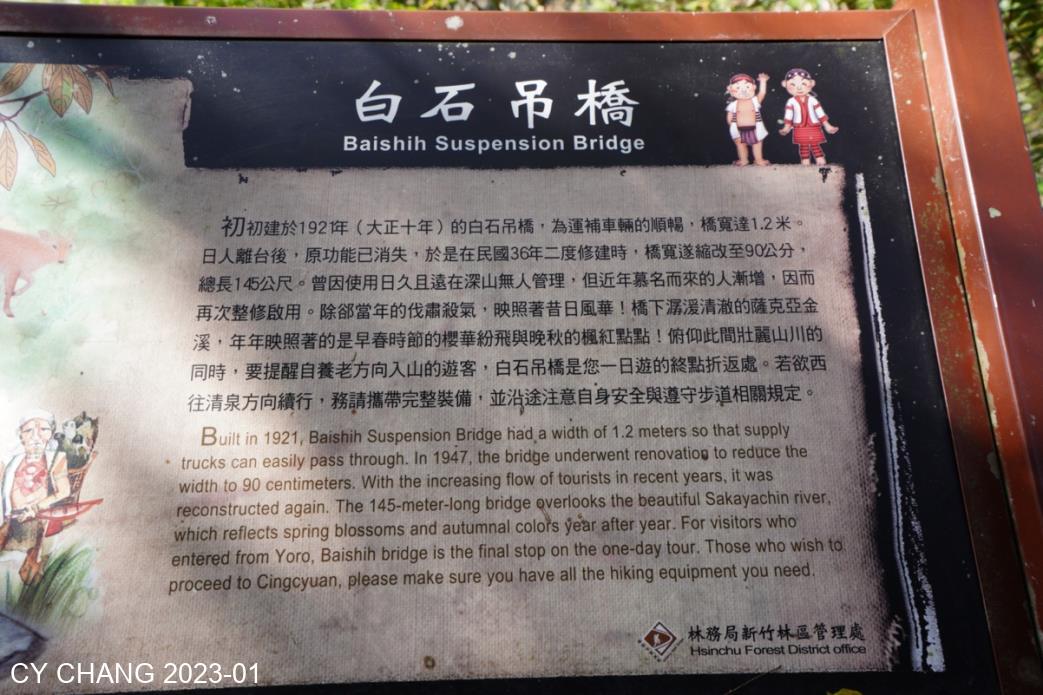 白石吊橋
Baishih Suspension Bridge
初初建於1921年（大正十年）的白石吊橋，為運補車輛的順暢，橋寬達1.2米。
日人離台後，原功能已消失，於是在民國36年二度修建時，橋寬遂縮改至90公分，
總長145公尺。曾因使用日久且遠在深山無人管理，但近年慕名而來的人漸增，因而
再次整修啟用。除郤當年的伐肅殺氣，映照著昔日風華！橋下潺湲清澈的薩克亞金
溪，年年映照著的是早春時節的櫻華紛飛與晚秋的楓紅點點！俯仰此間壯麗山川的
同時，要提醒自養老方向入山的遊客，白石吊橋是您一日遊的終點折返處。若欲西
往清泉方向續行，務請攜帶完整裝備，並沿途注意自身安全與遵守步道相關規定。
Built in 1921, Baishih Suspension Bridge had a width of 1.2 meters so that supply
trucks can easily pass through. In 1947, the bridge underwent renovation to reduce the
width to 90 centimeters. With the increasing flow of tourists in recent years, it was
reconstructed again. The 145-meter-long bridge overlooks the beautiful Sakayachin river,
which reflects spring blossoms and autumnal colors year after year. For visitors who
entered from Yoro, Baishih bridge is the final stop on the one-day tour. Those who wish to
proceed to Cingcyuan, please make sure you have all the hiking equipment you need.
林務局新竹林區管理處
Hsinchu Forest District office
CY CHANG 2023-01